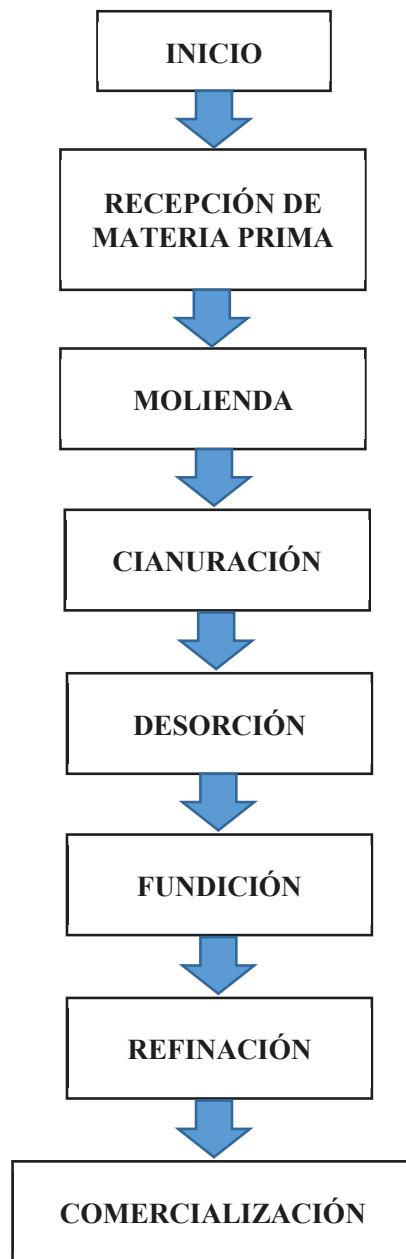 INICIO
RECEPCIÓN DE
MATERIA PRIMA
MOLIENDA
CIANURACIÓN
DESORCIÓN
FUNDICIÓN
REFINACIÓN
COMERCIALIZACIÓN